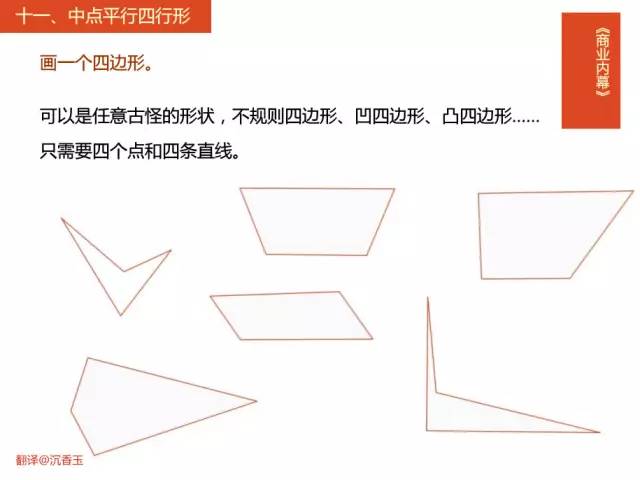 十一、中点平行四行形
《商业内幕》
画一个四边形。
可以是任意古怪的形状，不规则四边形、凹四边形、凸四边形……
只需要四个点和四条直线。
翻译@沉香玉